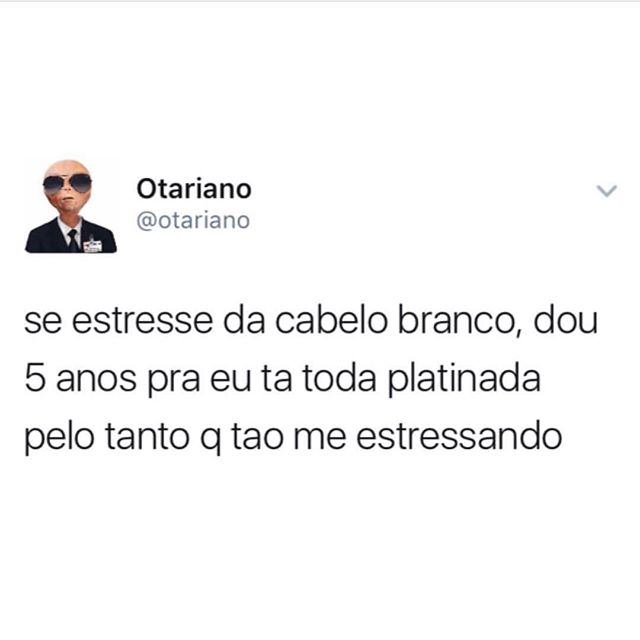 Otariano
@otariano
se estresse da cabelo branco, dou
5 anos pra eu ta toda platinada
pelo tanto q tao me estressando